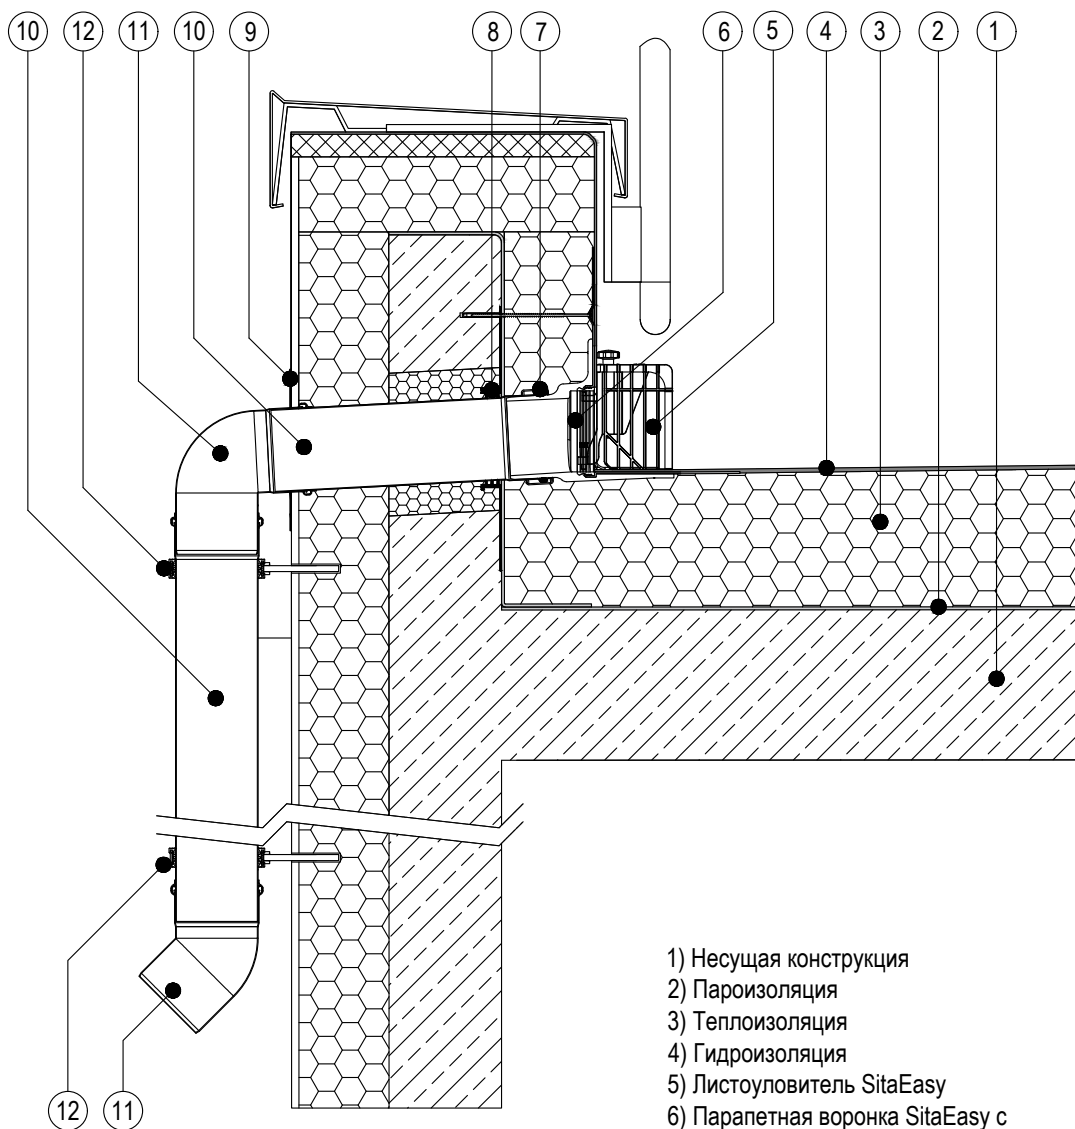 10 12 11 10 9 8 7 6 5 4 3 2 1
12 11
1) Несущая конструкция
2) Пароизоляция
3) Теплоизоляция
4) Гидроизоляция
5) Листоуловитель SitaEasy
6) Парапетная воронка SitaEasy с